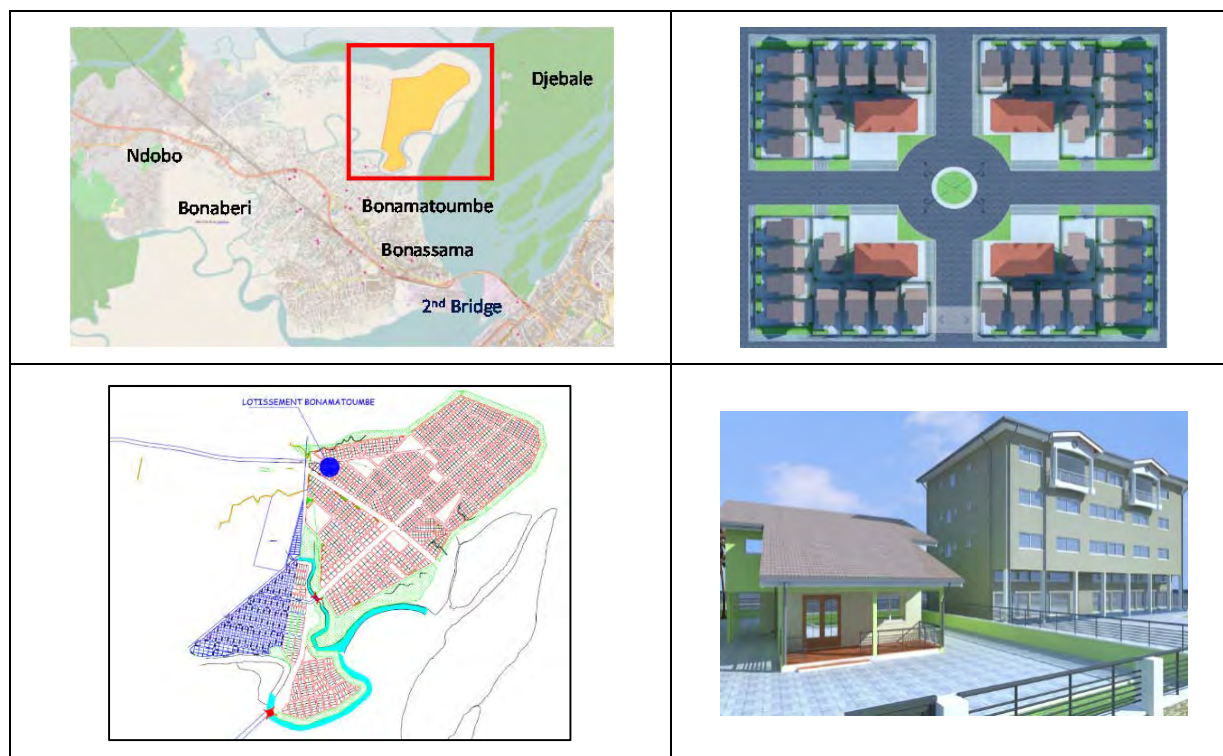 Djebale
Ndobo
Bonaberi
Bonamatoumbe
Bonassama
2nd Bridge
LOTISSEMENT BONAMATOUMBE